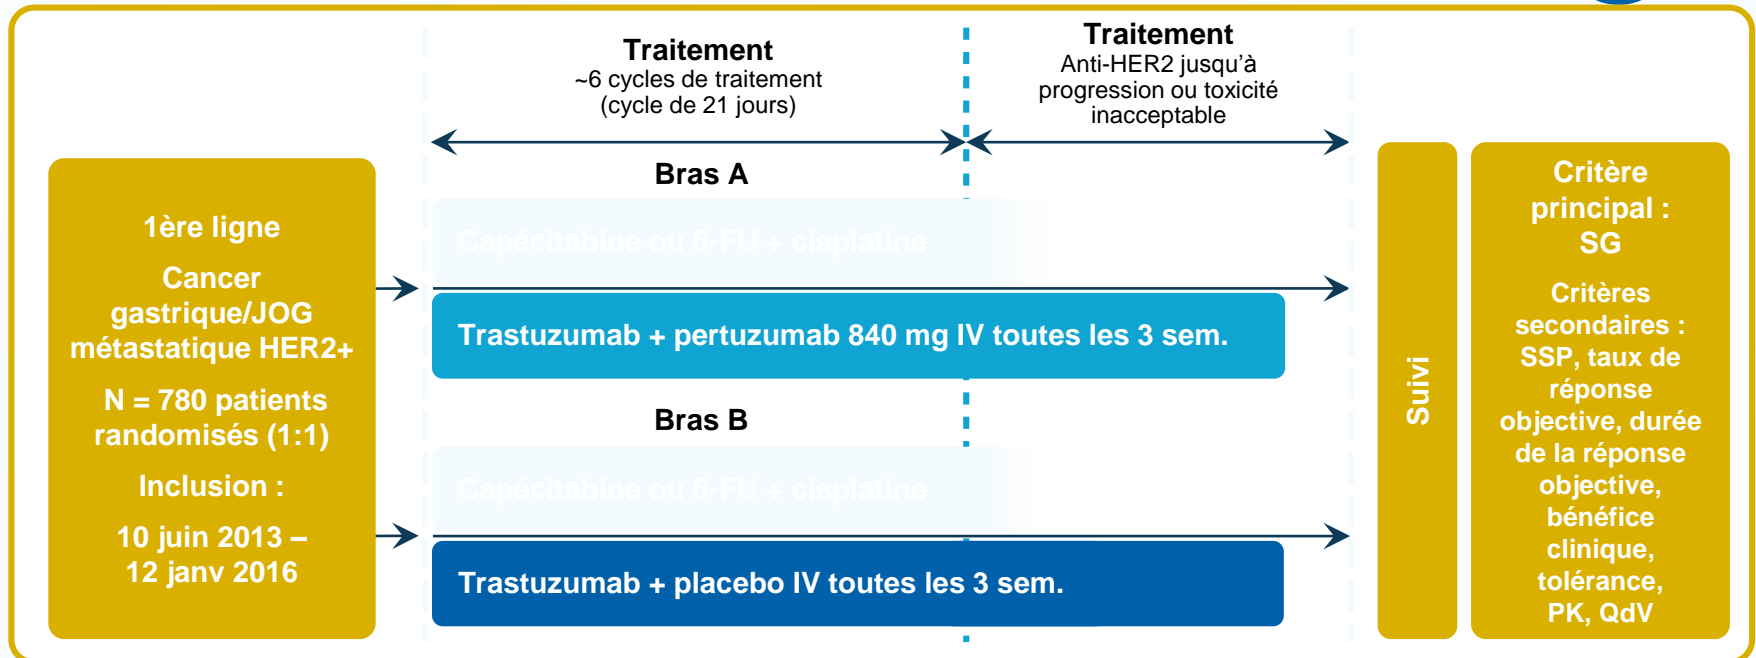 Traitement
~6 cycles de traitement
(cycle de 21 jours)
Traitement
Anti-HER2 jusqu'à
progression ou toxicité
inacceptable
1ère ligne
Cancer
gastrique/JOG
métastatique HER2+
N = 780 patients
randomisés (1:1)
Inclusion :
10 juin 2013 –
12 janv 2016
Bras A
Capécitabine ou 5-FU + cisplatine
Trastuzumab + pertuzumab 840 mg IV toutes les 3 sem.
Bras B
Capécitabine ou 5-FU + cisplatine
Trastuzumab + placebo IV toutes les 3 sem.
Suivi
Critère
principal :
SG
Critères
secondaires :
SSP, taux de
réponse
objective, durée
de la réponse
objective,
bénéfice
clinique,
tolérance,
PK, QdV